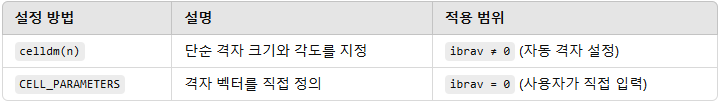 설정 방법 설명 적용 범위
celldm(n) 단순 격자 크기와 각도를 지정 ibrav ≠ 0 (자동 격자 설정)
CELL_PARAMETERS 격자 벡터를 직접 정의 ibrav = 0 (사용자가 직접 입력)